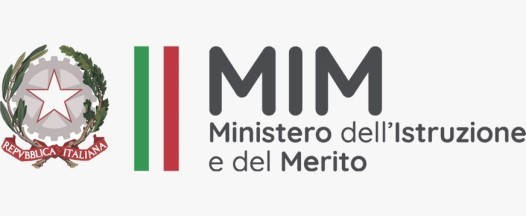 REPVBBLICA ITALIANA
MIM
Ministero dell'Istruzione
e del Merito